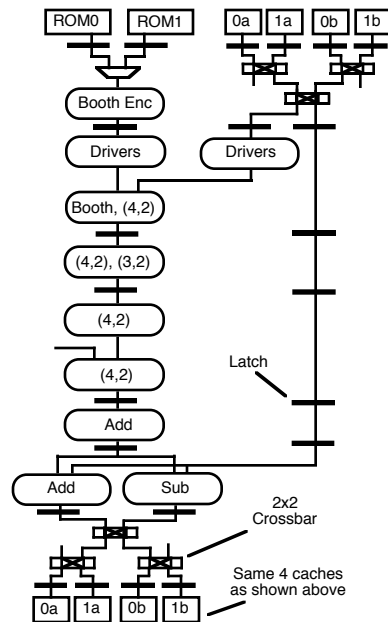 ROM0 ROM1 0a 1a 0b 1b
Booth Enc
Drivers Drivers
Booth, (4,2)
(4,2), (3,2)
(4,2)
(4,2)
Latch
Add
Add Sub
2x2
Crossbar
Same 4 caches
as shown above
0a 1a 0b 1b